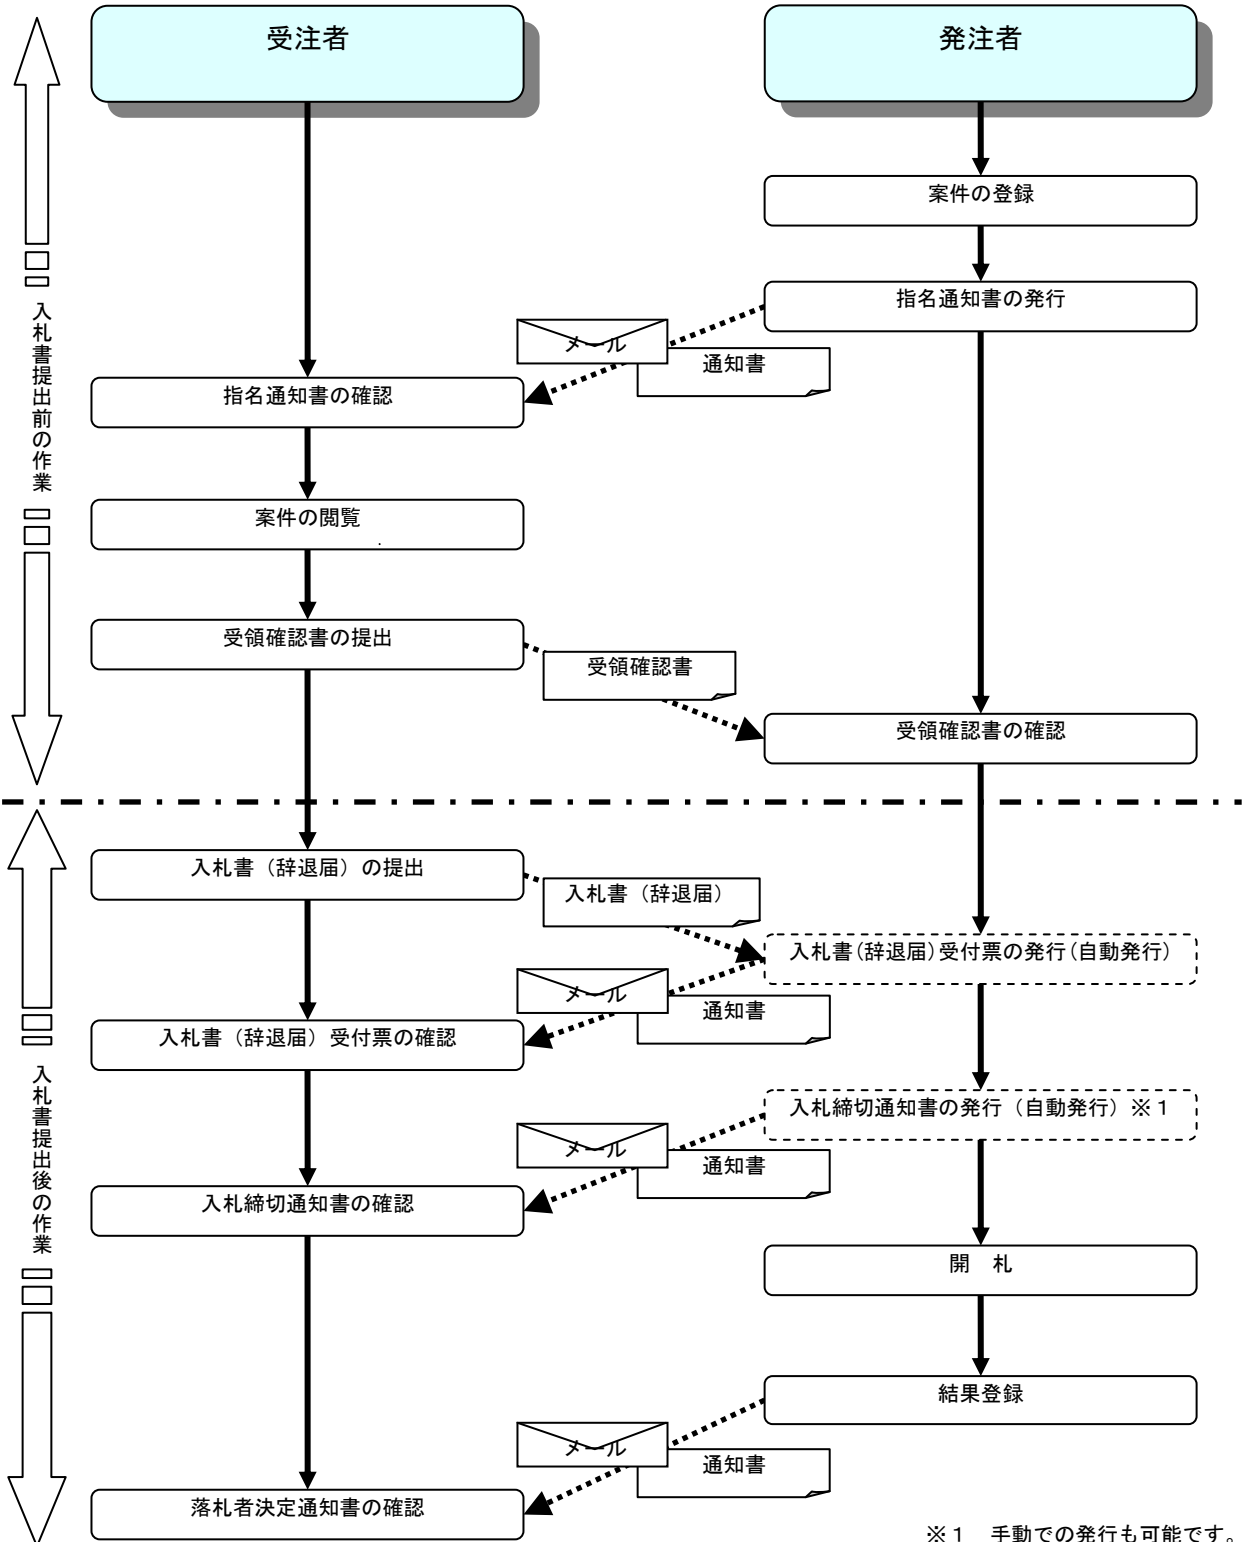 受注者
発注者
案件の登録
指名通知書の発行
メール
通知書
指名通知書の確認
入札書提出前の作業
案件の閲覧
.
受領確認書の提出
受領確認書
受領確認書の確認
入札書（辞退届）の提出
入札書（辞退届）
入札書(辞退届)受付票の発行(自動発行)
メール
通知書
入札書（辞退届）受付票の確認
入札書提出後の作業
入札締切通知書の発行（自動発行）※１
メール
通知書
入札締切通知書の確認
開　札
結果登録
メール
通知書
落札者決定通知書の確認
※１　手動での発行も可能です。